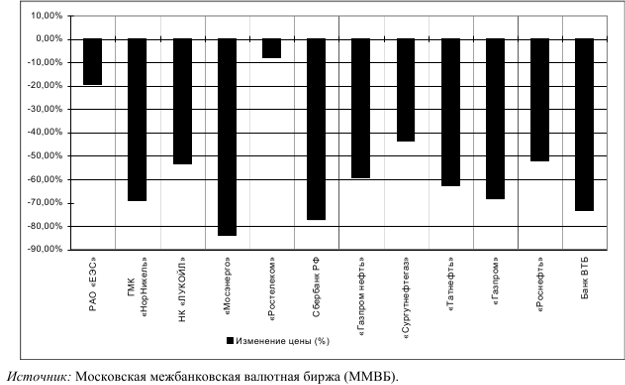 10,00%
0,00%
-10,00%
-20,00%
-30,00%
-40,00%
-50,00%
-60,00%
-70,00%
-80,00%
-90,00%
РАО «ЕЭС»
ГМК
«НорНикель»
НК «ЛУКОЙЛ»
«Мосэнерго»
«Ростелеком»
Сбербанк РФ
«Газпром нефть»
«Сургутнефтегаз»
«Татнефть»
«Газпром»
«Роснефть»
Банк ВТБ
Изменение цены (%)
Источник: Московская межбанковская валютная биржа (ММВБ).